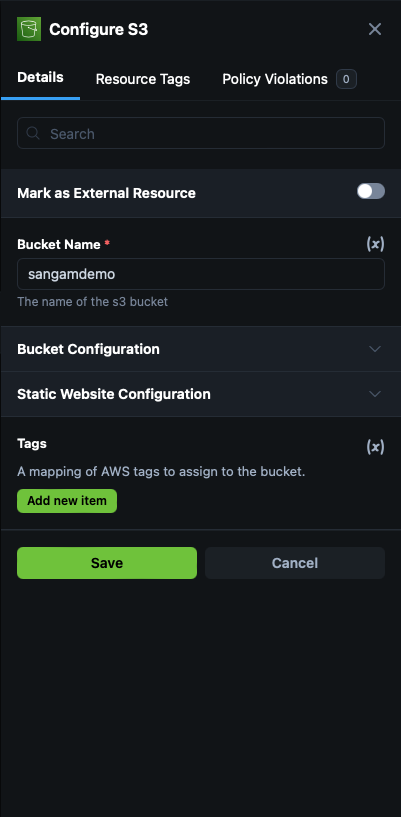 Configure S3
Details Resource Tags Policy Violations 0
Search
Mark as External Resource
Bucket Name * (x)
sangamdemo
The name of the s3 bucket
Bucket Configuration
Static Website Configuration
Tags (x)
A mapping of AWS tags to assign to the bucket.
Add new item
Save Cancel